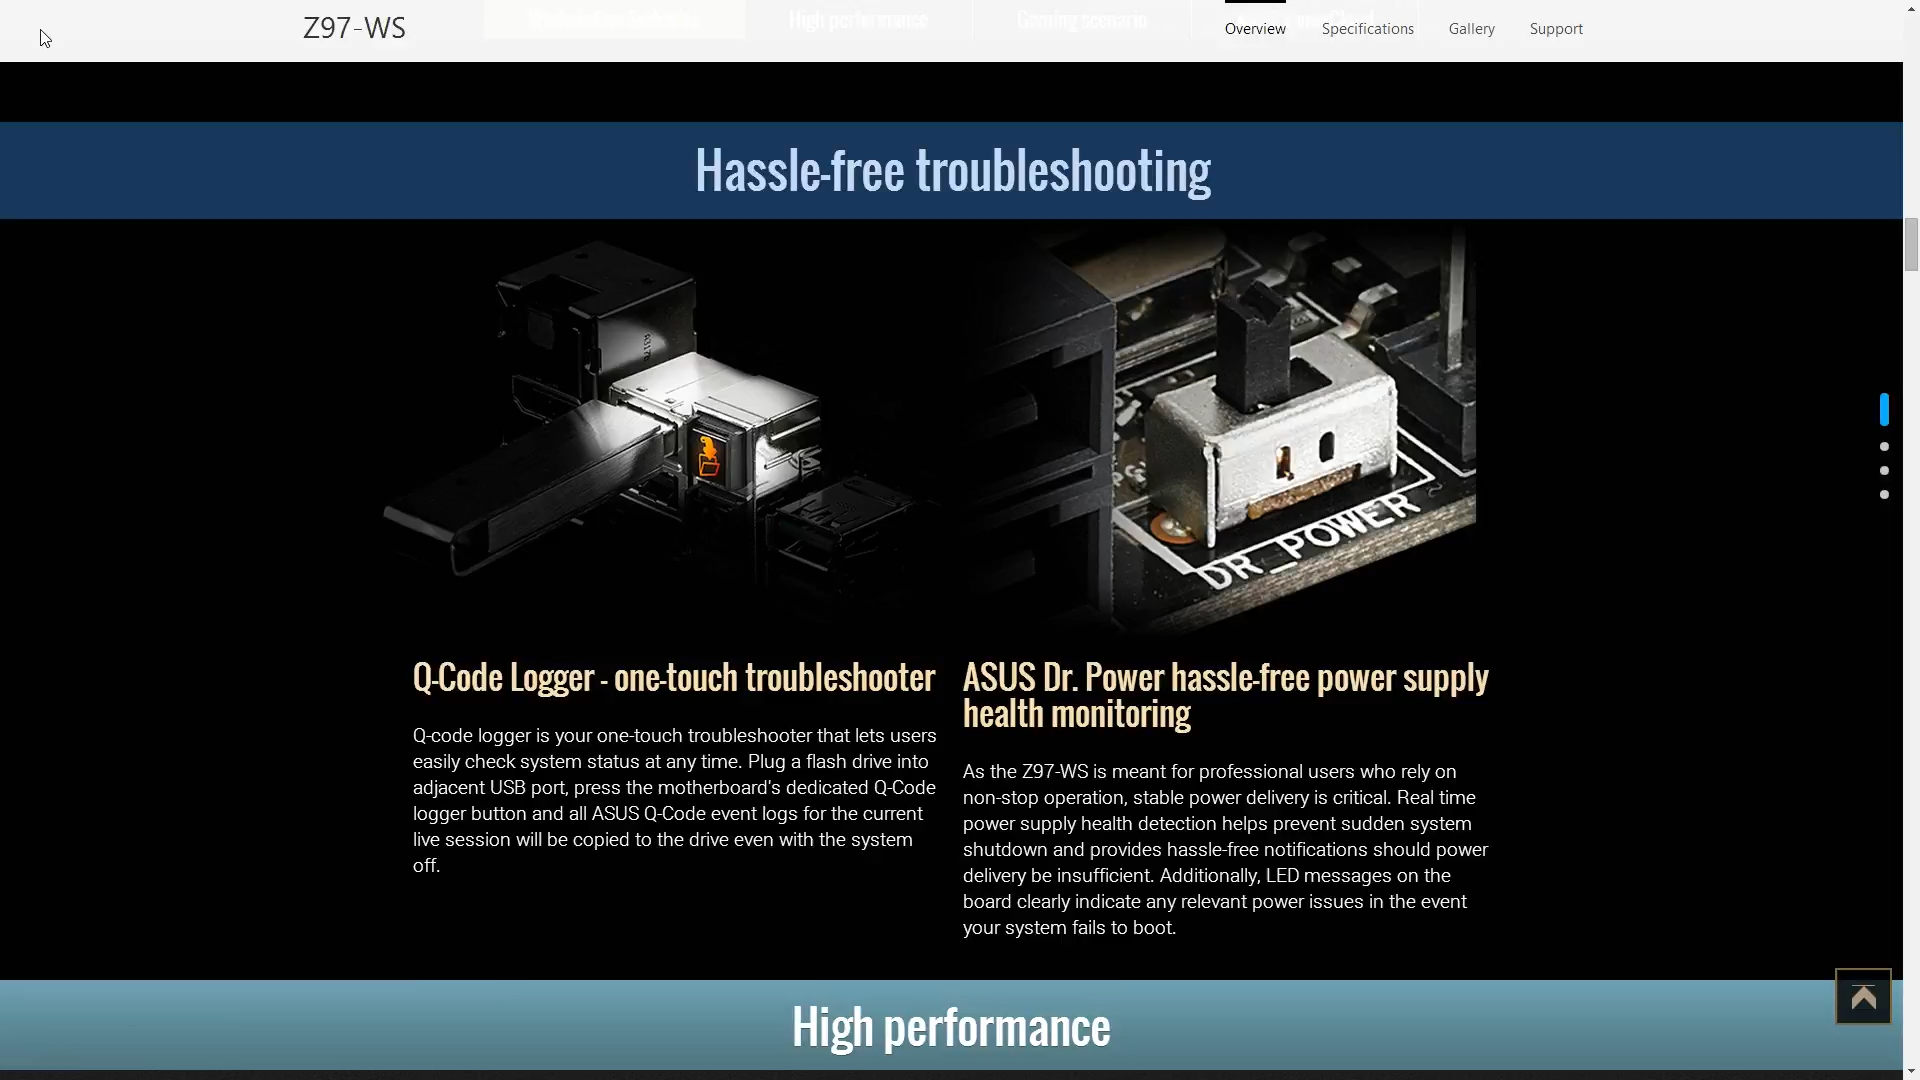 Z97-WS
High performance
Gaming scenario
Overview
Specifications
Gallery
Support
Hassle-free troubleshooting
DR_POWER
Q-Code Logger - one-touch troubleshooter
Q-code logger is your one-touch troubleshooter that lets users
easily check system status at any time. Plug a flash drive into
adjacent USB port, press the motherboard's dedicated Q-Code
logger button and all ASUS Q-Code event logs for the current
live session will be copied to the drive even with the system
off.
ASUS Dr. Power hassle-free power supply
health monitoring
As the Z97-WS is meant for professional users who rely on
non-stop operation, stable power delivery is critical. Real time
power supply health detection helps prevent sudden system
shutdown and provides hassle-free notifications should power
delivery be insufficient. Additionally, LED messages on the
board clearly indicate any relevant power issues in the event
your system fails to boot.
High performance